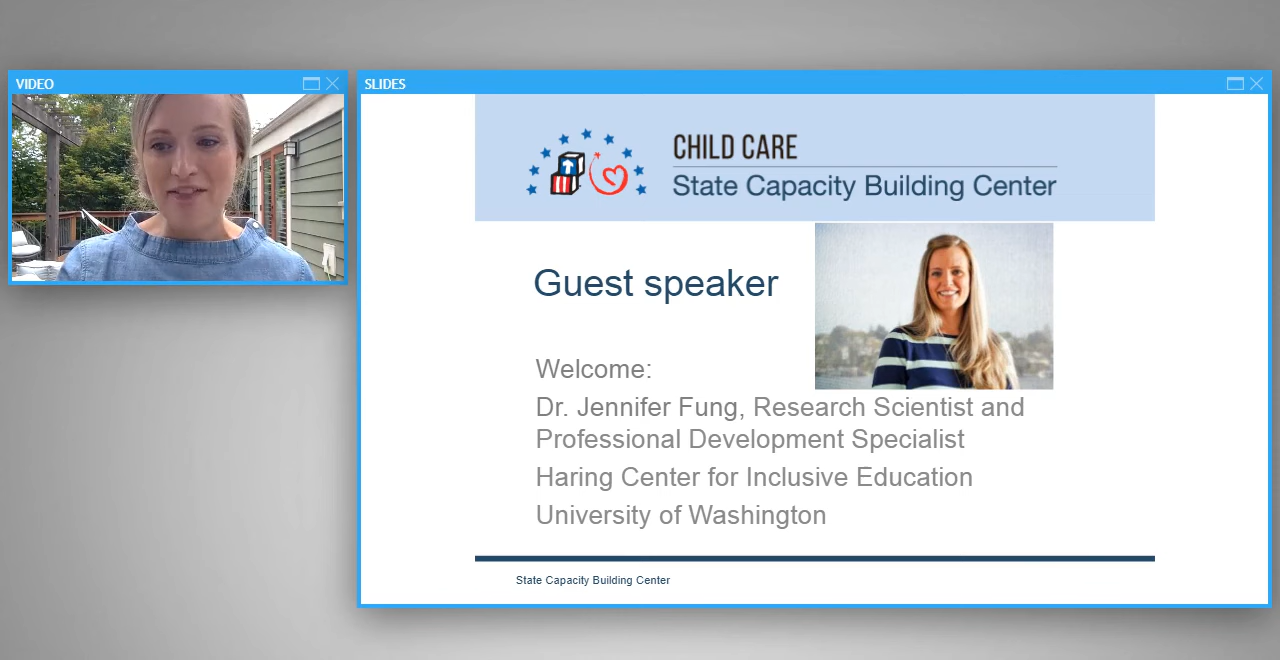 VIDEO
SLIDES
CHILD CARE
State Capacity Building Center
Guest speaker
Welcome:
Dr. Jennifer Fung, Research Scientist and
Professional Development Specialist
Haring Center for Inclusive Education
University of Washington
State Capacity Building Center